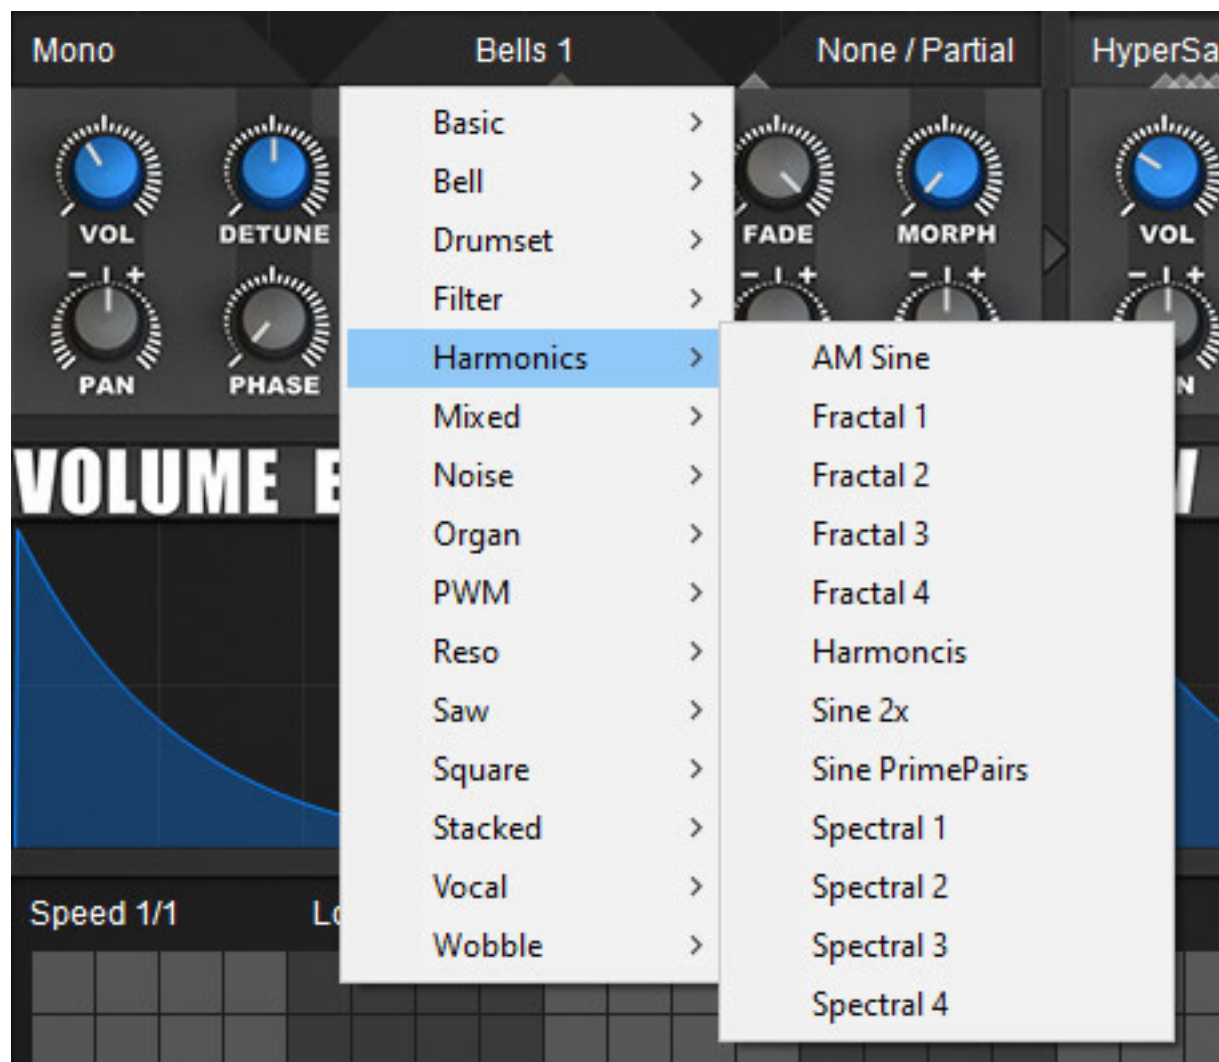 Mono
Bells 1
None / Partial
HyperSa
VOL
DETUNE
FADE
MORPH
VOL
PAN
PHASE
Basic
Bell
Drumset
Filter
Harmonics
Mixed
Noise
Organ
PWM
Reso
Saw
Square
Stacked
Vocal
Wobble
AM Sine
Fractal 1
Fractal 2
Fractal 3
Fractal 4
Harmoncis
Sine 2x
Sine PrimePairs
Spectral 1
Spectral 2
Spectral 3
Spectral 4
VOLUME E
Speed 1/1
Lo